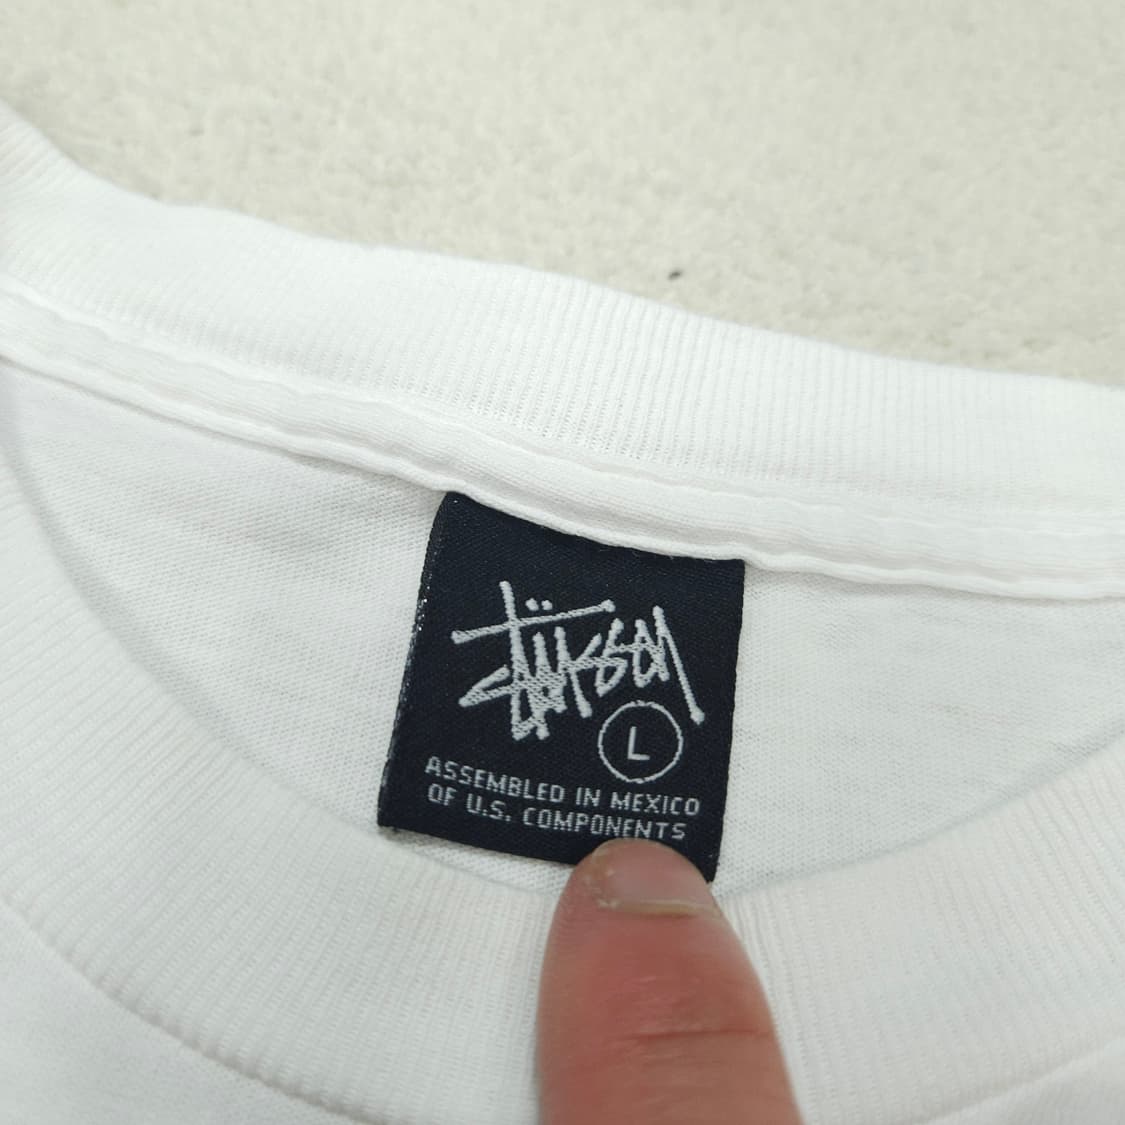 Stüssy
L
ASSEMBLED IN MEXICO
OF U.S. COMPONENTS